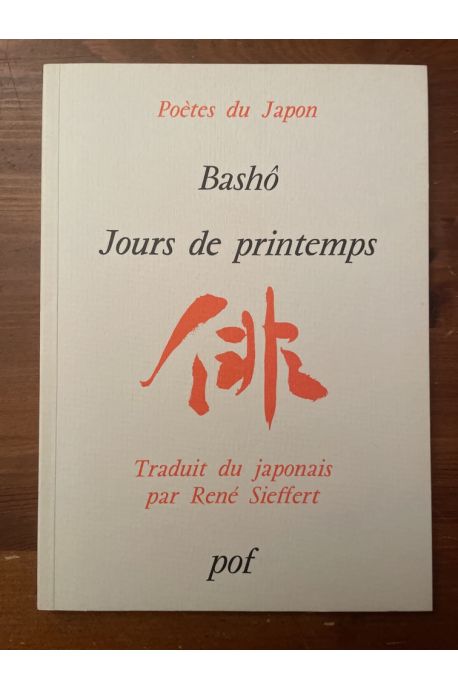 Poètes du Japon
Bashô
Jours de printemps
俳
Traduit du japonais
par René Sieffert
pof